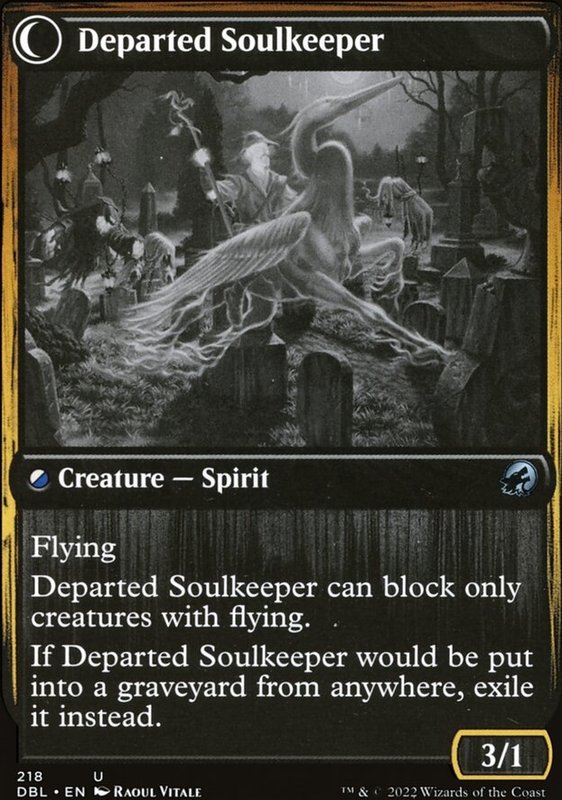 Departed Soulkeeper
Creature — Spirit
Flying
Departed Soulkeeper can block only
creatures with flying.
If Departed Soulkeeper would be put
into a graveyard from anywhere, exile
it instead.
3/1
218 U
DBL • EN Raoul Vitale
™ & © 2022 Wizards of the Coast